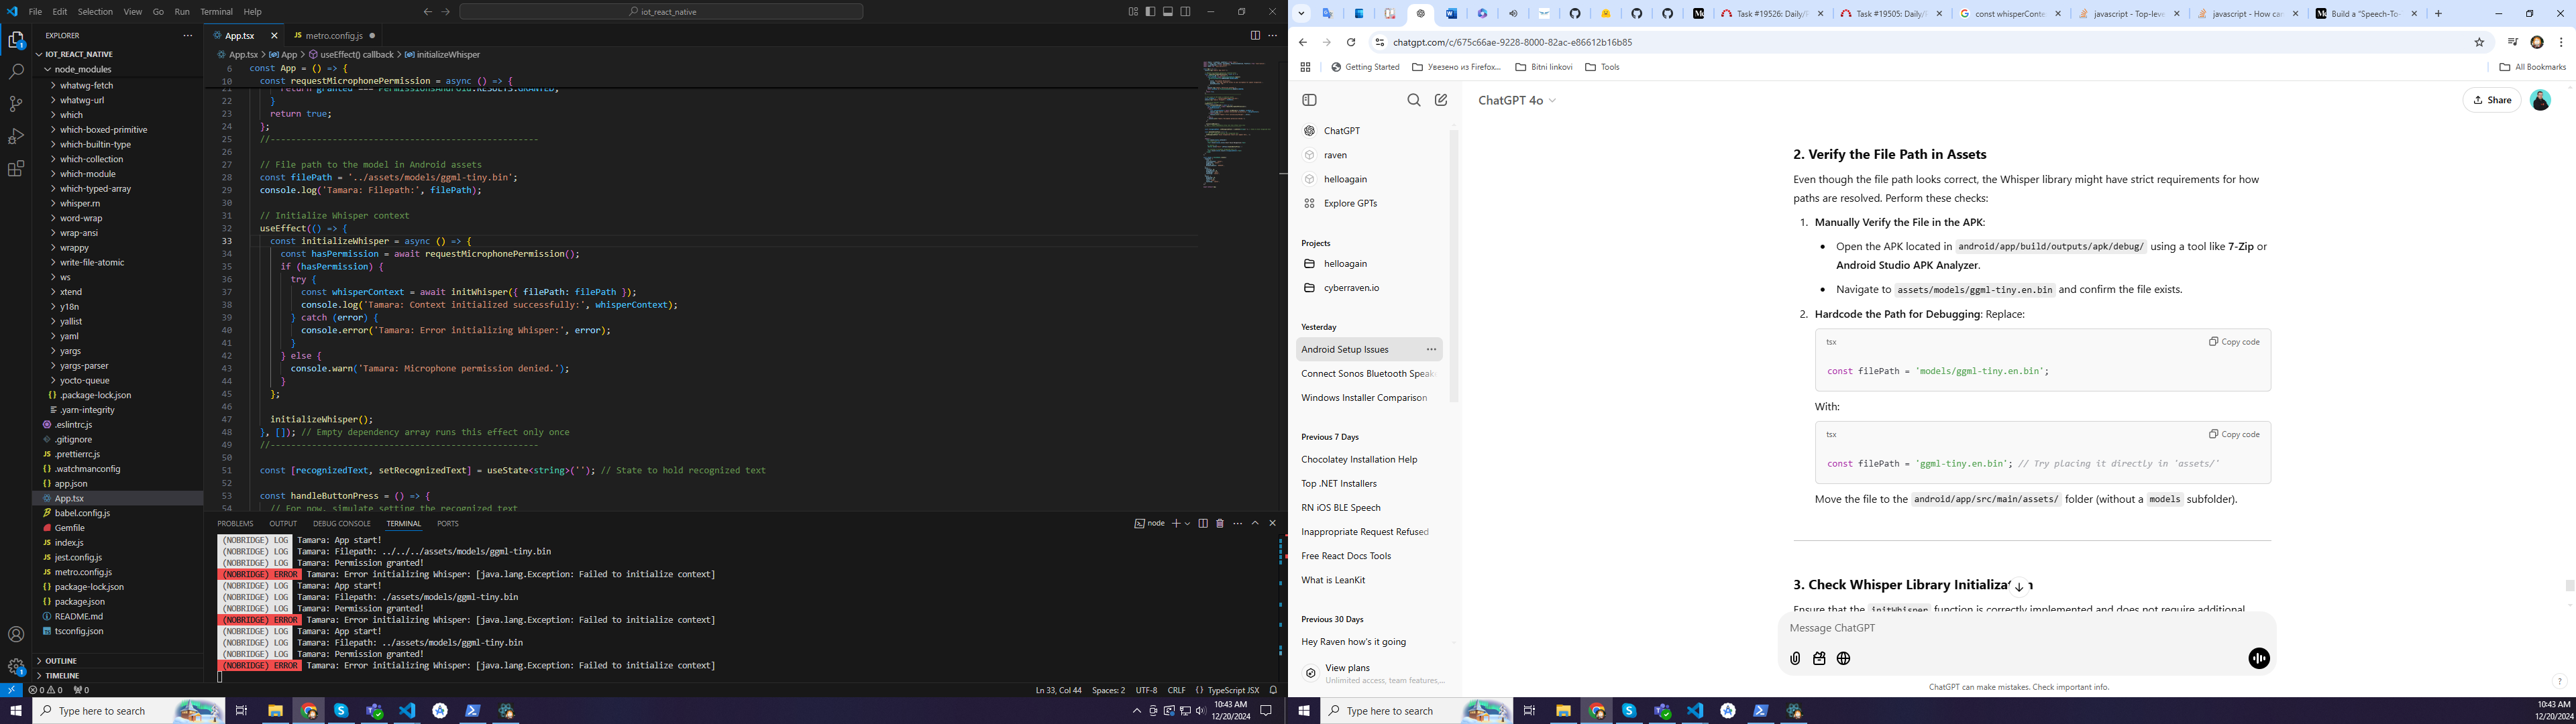 File Edit Selection View Go Run Terminal Help
iot_react_native
EXPLORER
IOT_REACT_NATIVE
node_modules
whatwg-fetch
whatwg-url
which
which-boxed-primitive
which-builtin-type
which-collection
which-module
which-typed-array
whisper.rn
word-wrap
wrap-ansi
wrappy
write-file-atomic
ws
xtend
y18n
yallist
yaml
yargs
yargs-parser
yocto-queue
.package-lock.json
.yarn-integrity
.eslintrc.js
.gitignore
.prettierrc.js
.watchmanconfig
app.json
App.tsx
babel.config.js
Gemfile
index.js
jest.config.js
metro.config.js
package-lock.json
package.json
README.md
tsconfig.json
OUTLINE
TIMELINE
App.tsx
metro.config.js
App.tsx > App > useEffect() callback > initializeWhisper
6 const App = () => {
10 const requestMicrophonePermission = async () => {
21 return granted === PermissionsAndroid.RESULTS.GRANTED;
22 }
23 return true;
24 };
25 //----------------------------------------------------
26
27 // File path to the model in Android assets
28 const filePath = '../assets/models/ggml-tiny.bin';
29 console.log('Tamara: Filepath:', filePath);
30
31 // Initialize Whisper context
32 useEffect(() => {
33 const initializeWhisper = async () => {
34 const hasPermission = await requestMicrophonePermission();
35 if (hasPermission) {
36 try {
37 const whisperContext = await initWhisper({ filePath: filePath });
38 console.log('Tamara: Context initialized successfully:', whisperContext);
39 } catch (error) {
40 console.error('Tamara: Error initializing Whisper:', error);
41 }
42 } else {
43 console.warn('Tamara: Microphone permission denied.');
44 }
45 };
46
47 initializeWhisper();
48 }, []); // Empty dependency array runs this effect only once
49 //----------------------------------------------------
50
51 const [recognizedText, setRecognizedText] = useState<string>(''); // State to hold recognized text
52
53 const handleButtonPress = () => {
54 // For now, simulate setting the recognized text
PROBLEMS OUTPUT DEBUG CONSOLE TERMINAL PORTS
node
(NOBRIDGE) LOG Tamara: App start!
(NOBRIDGE) LOG Tamara: Filepath: ../../../assets/models/ggml-tiny.bin
(NOBRIDGE) LOG Tamara: Permission granted!
(NOBRIDGE) ERROR Tamara: Error initializing Whisper: [java.lang.Exception: Failed to initialize context]
(NOBRIDGE) LOG Tamara: App start!
(NOBRIDGE) LOG Tamara: Filepath: ./assets/models/ggml-tiny.bin
(NOBRIDGE) LOG Tamara: Permission granted!
(NOBRIDGE) ERROR Tamara: Error initializing Whisper: [java.lang.Exception: Failed to initialize context]
(NOBRIDGE) LOG Tamara: App start!
(NOBRIDGE) LOG Tamara: Filepath: ../assets/models/ggml-tiny.bin
(NOBRIDGE) LOG Tamara: Permission granted!
(NOBRIDGE) ERROR Tamara: Error initializing Whisper: [java.lang.Exception: Failed to initialize context]
0 0 0
Ln 33, Col 44 Spaces: 2 UTF-8 CRLF {} TypeScript JSX
Type here to search
10:43 AM
12/20/2024
Task #19526: Daily/
Task #19505: Daily/
const whisperConte
javascript - Top-leve
javascript - How can
Build a "Speech-To-
chatgpt.com/c/675c66ae-9228-8000-82ac-e86612b16b85
Getting Started
Увезено из Firefox...
Bitni linkovi
Tools
All Bookmarks
ChatGPT
raven
helloagain
Explore GPTs
Projects
helloagain
cyberraven.io
Yesterday
Android Setup Issues
Connect Sonos Bluetooth Speak
Windows Installer Comparison
Previous 7 Days
Chocolatey Installation Help
Top .NET Installers
RN iOS BLE Speech
Inappropriate Request Refused
Free React Docs Tools
What is LeanKit
Previous 30 Days
Hey Raven how's it going
View plans
Unlimited access, team features,...
ChatGPT 4o
Share
2. Verify the File Path in Assets
Even though the file path looks correct, the Whisper library might have strict requirements for how
paths are resolved. Perform these checks:
1. Manually Verify the File in the APK:
• Open the APK located in android/app/build/outputs/apk/debug/ using a tool like 7-Zip or
Android Studio APK Analyzer.
• Navigate to assets/models/ggml-tiny.en.bin and confirm the file exists.
2. Hardcode the Path for Debugging: Replace:
tsx
Copy code
const filePath = 'models/ggml-tiny.en.bin';
With:
tsx
Copy code
const filePath = 'ggml-tiny.en.bin'; // Try placing it directly in 'assets/'
Move the file to the android/app/src/main/assets/ folder (without a models subfolder).
3. Check Whisper Library Initialization
Ensure that the initWhisper function is correctly implemented and does not require additional
Message ChatGPT
ChatGPT can make mistakes. Check important info.
?
Type here to search
10:43 AM
12/20/2024